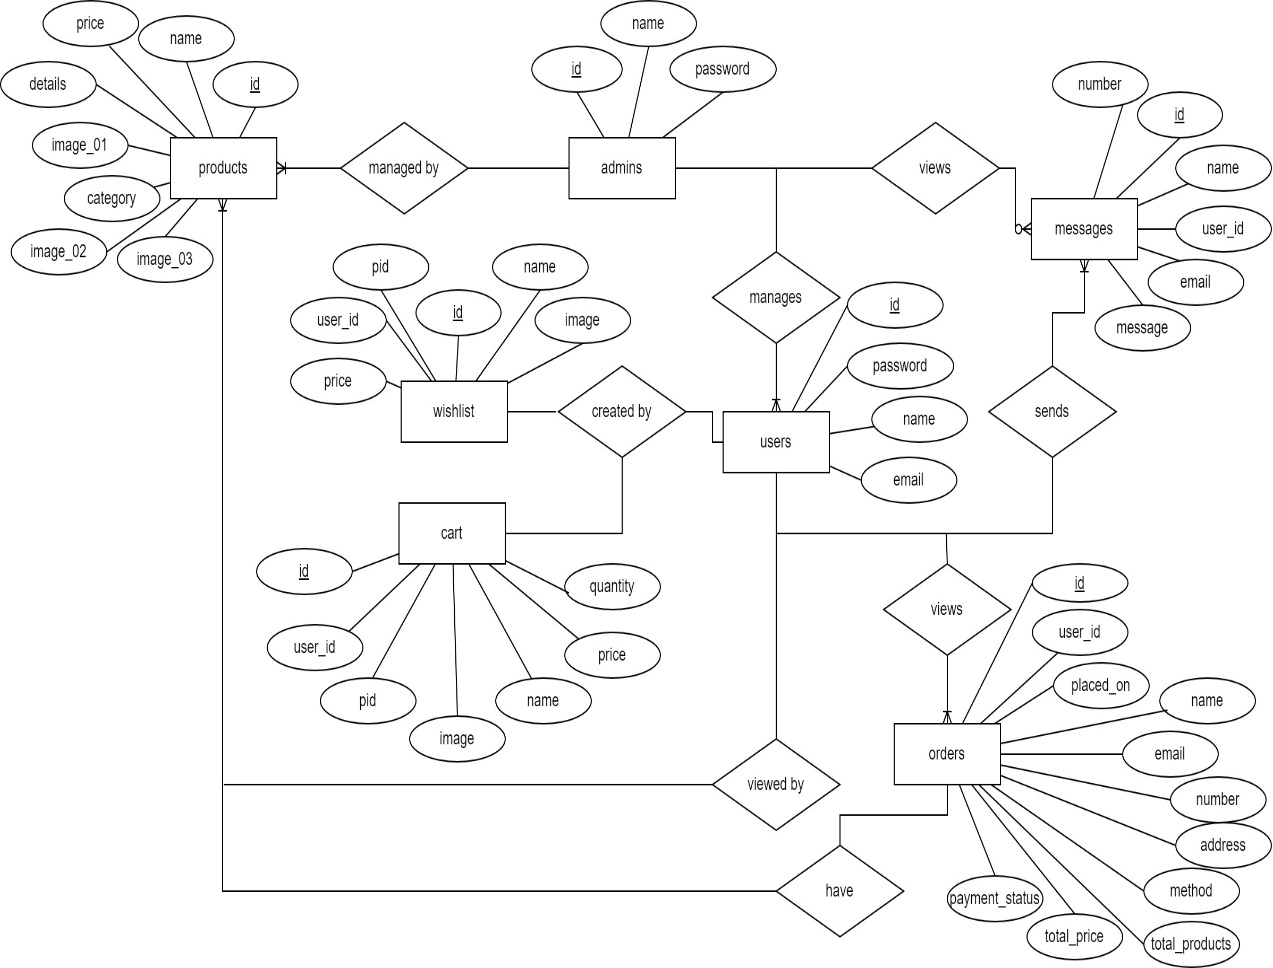 price
name
name
details
id
id
password
number
id
image_01
products
managed by
admins
views
name
category
messages
user_id
image_02
image_03
pid
name
email
manages
id
user_id
id
image
message
password
price
wishlist
created by
sends
name
users
email
cart
id
quantity
id
views
user_id
user_id
price
placed_on
pid
name
name
image
orders
email
viewed by
number
address
have
payment_status
method
total_price
total_products